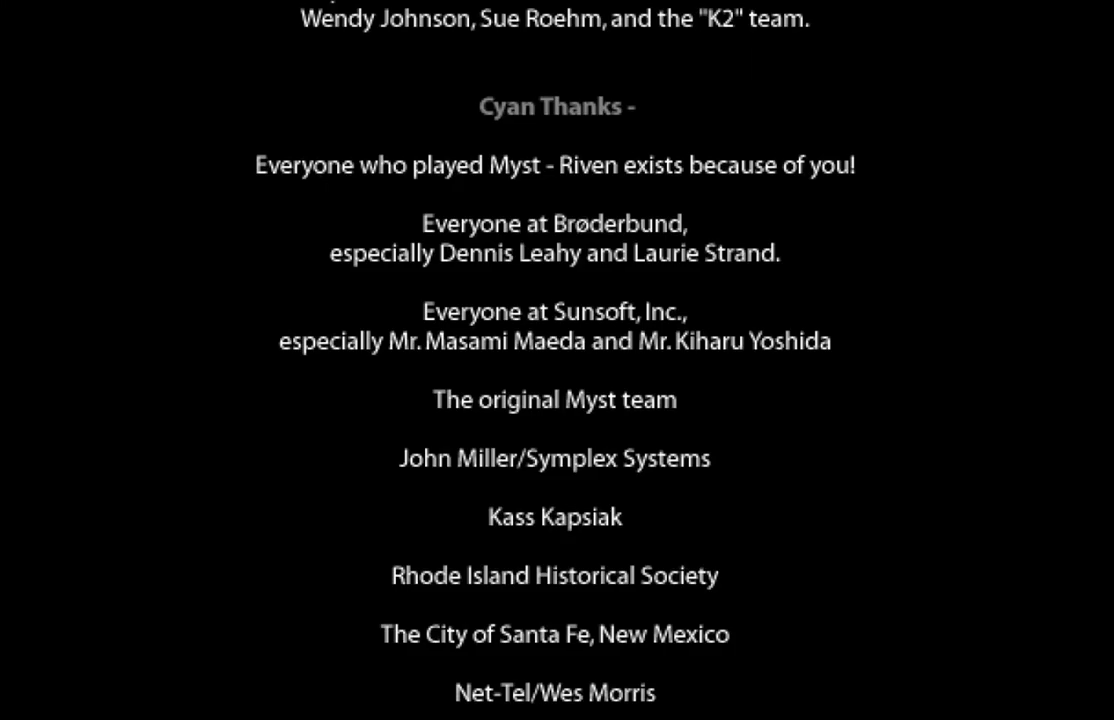 Wendy Johnson, Sue Roehm, and the "K2" team.
Cyan Thanks -
Everyone who played Myst - Riven exists because of you!
Everyone at Brøderbund,
especially Dennis Leahy and Laurie Strand.
Everyone at Sunsoft, Inc.,
especially Mr. Masami Maeda and Mr. Kiharu Yoshida
The original Myst team
John Miller/Symplex Systems
Kass Kapsiak
Rhode Island Historical Society
The City of Santa Fe, New Mexico
Net-Tel/Wes Morris